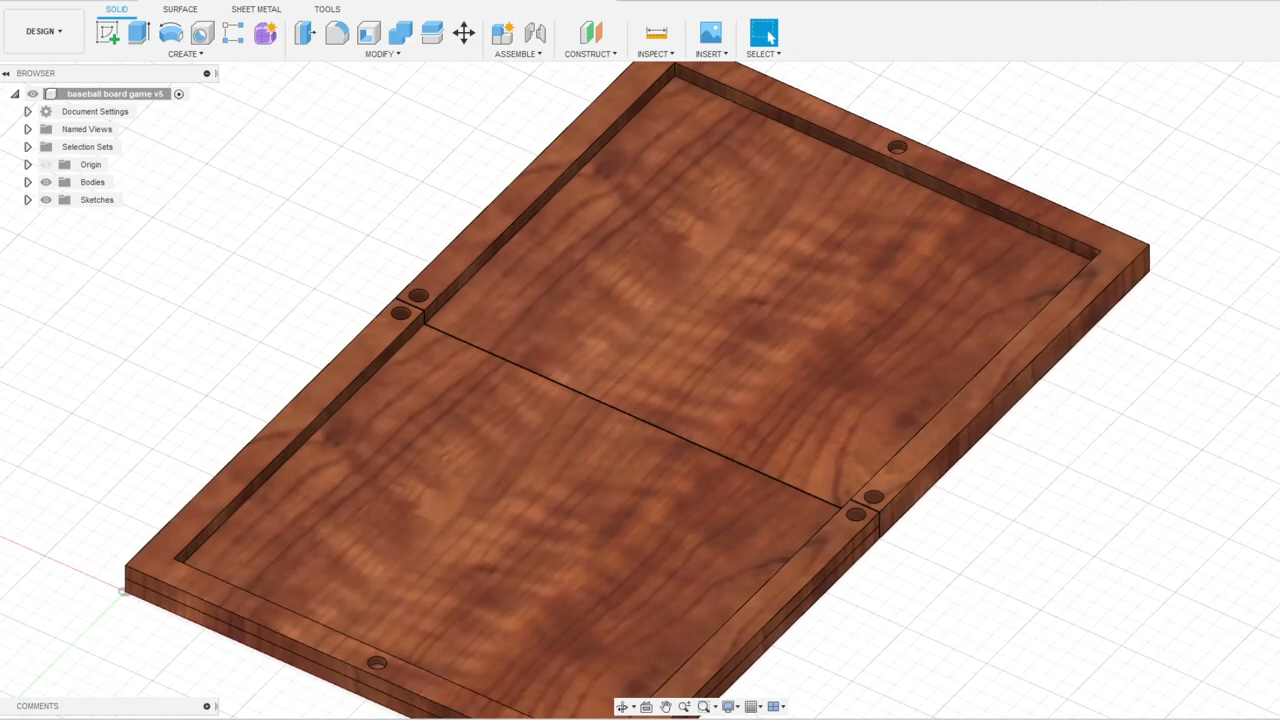 SOLID SURFACE SHEET METAL TOOLS
DESIGN
CREATE MODIFY ASSEMBLE CONSTRUCT INSPECT INSERT SELECT
BROWSER
baseball board game v5
Document Settings
Named Views
Selection Sets
Origin
Bodies
Sketches
COMMENTS